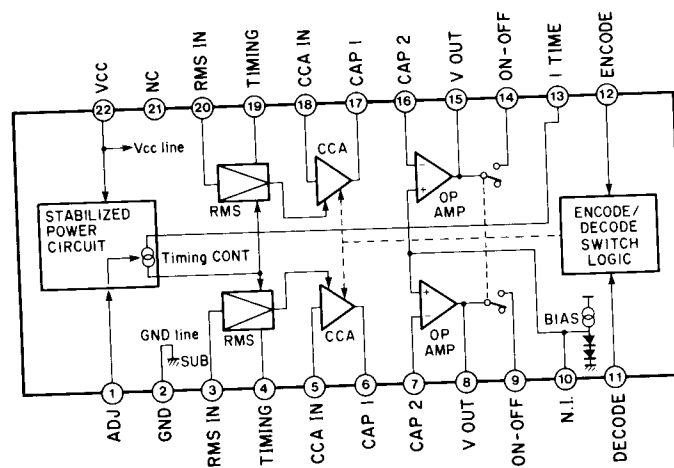 VCC
NC
RMS IN
TIMING
CCA IN
CAP 1
CAP 2
V OUT
ON-OFF
I TIME
ENCODE
22
21
20
19
18
17
16
15
14
13
12
Vcc line
CCA
RMS
OP
AMP
STABILIZED
POWER
CIRCUIT
Timing CONT
ENCODE/
DECODE
SWITCH
LOGIC
GND line
SUB
RMS
CCA
OP
AMP
BIAS
1
2
3
4
5
6
7
8
9
10
11
ADJ
GND
RMS IN
TIMING
CCA IN
CAP 1
CAP 2
V OUT
ON-OFF
N.I.
DECODE